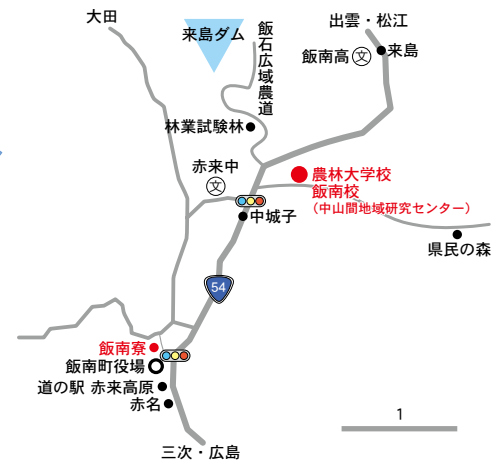 大田
出雲・松江
来島ダム
飯石広域農道
飯南高
文
来島
林業試験林
赤来中
文
農林大学校
飯南校
(中山間地域研究センター)
中城子
県民の森
54
飯南寮
飯南町役場
道の駅 赤来高原
赤名
三次・広島
1